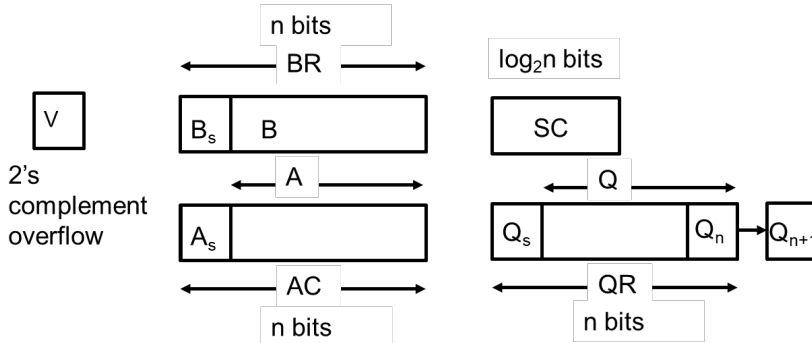 n bits
BR
log₂n bits
V
Bₛ B
SC
2's
complement
overflow
A
Q
Aₛ
Qₛ Qₙ Qₙ₊₁
AC
QR
n bits
n bits